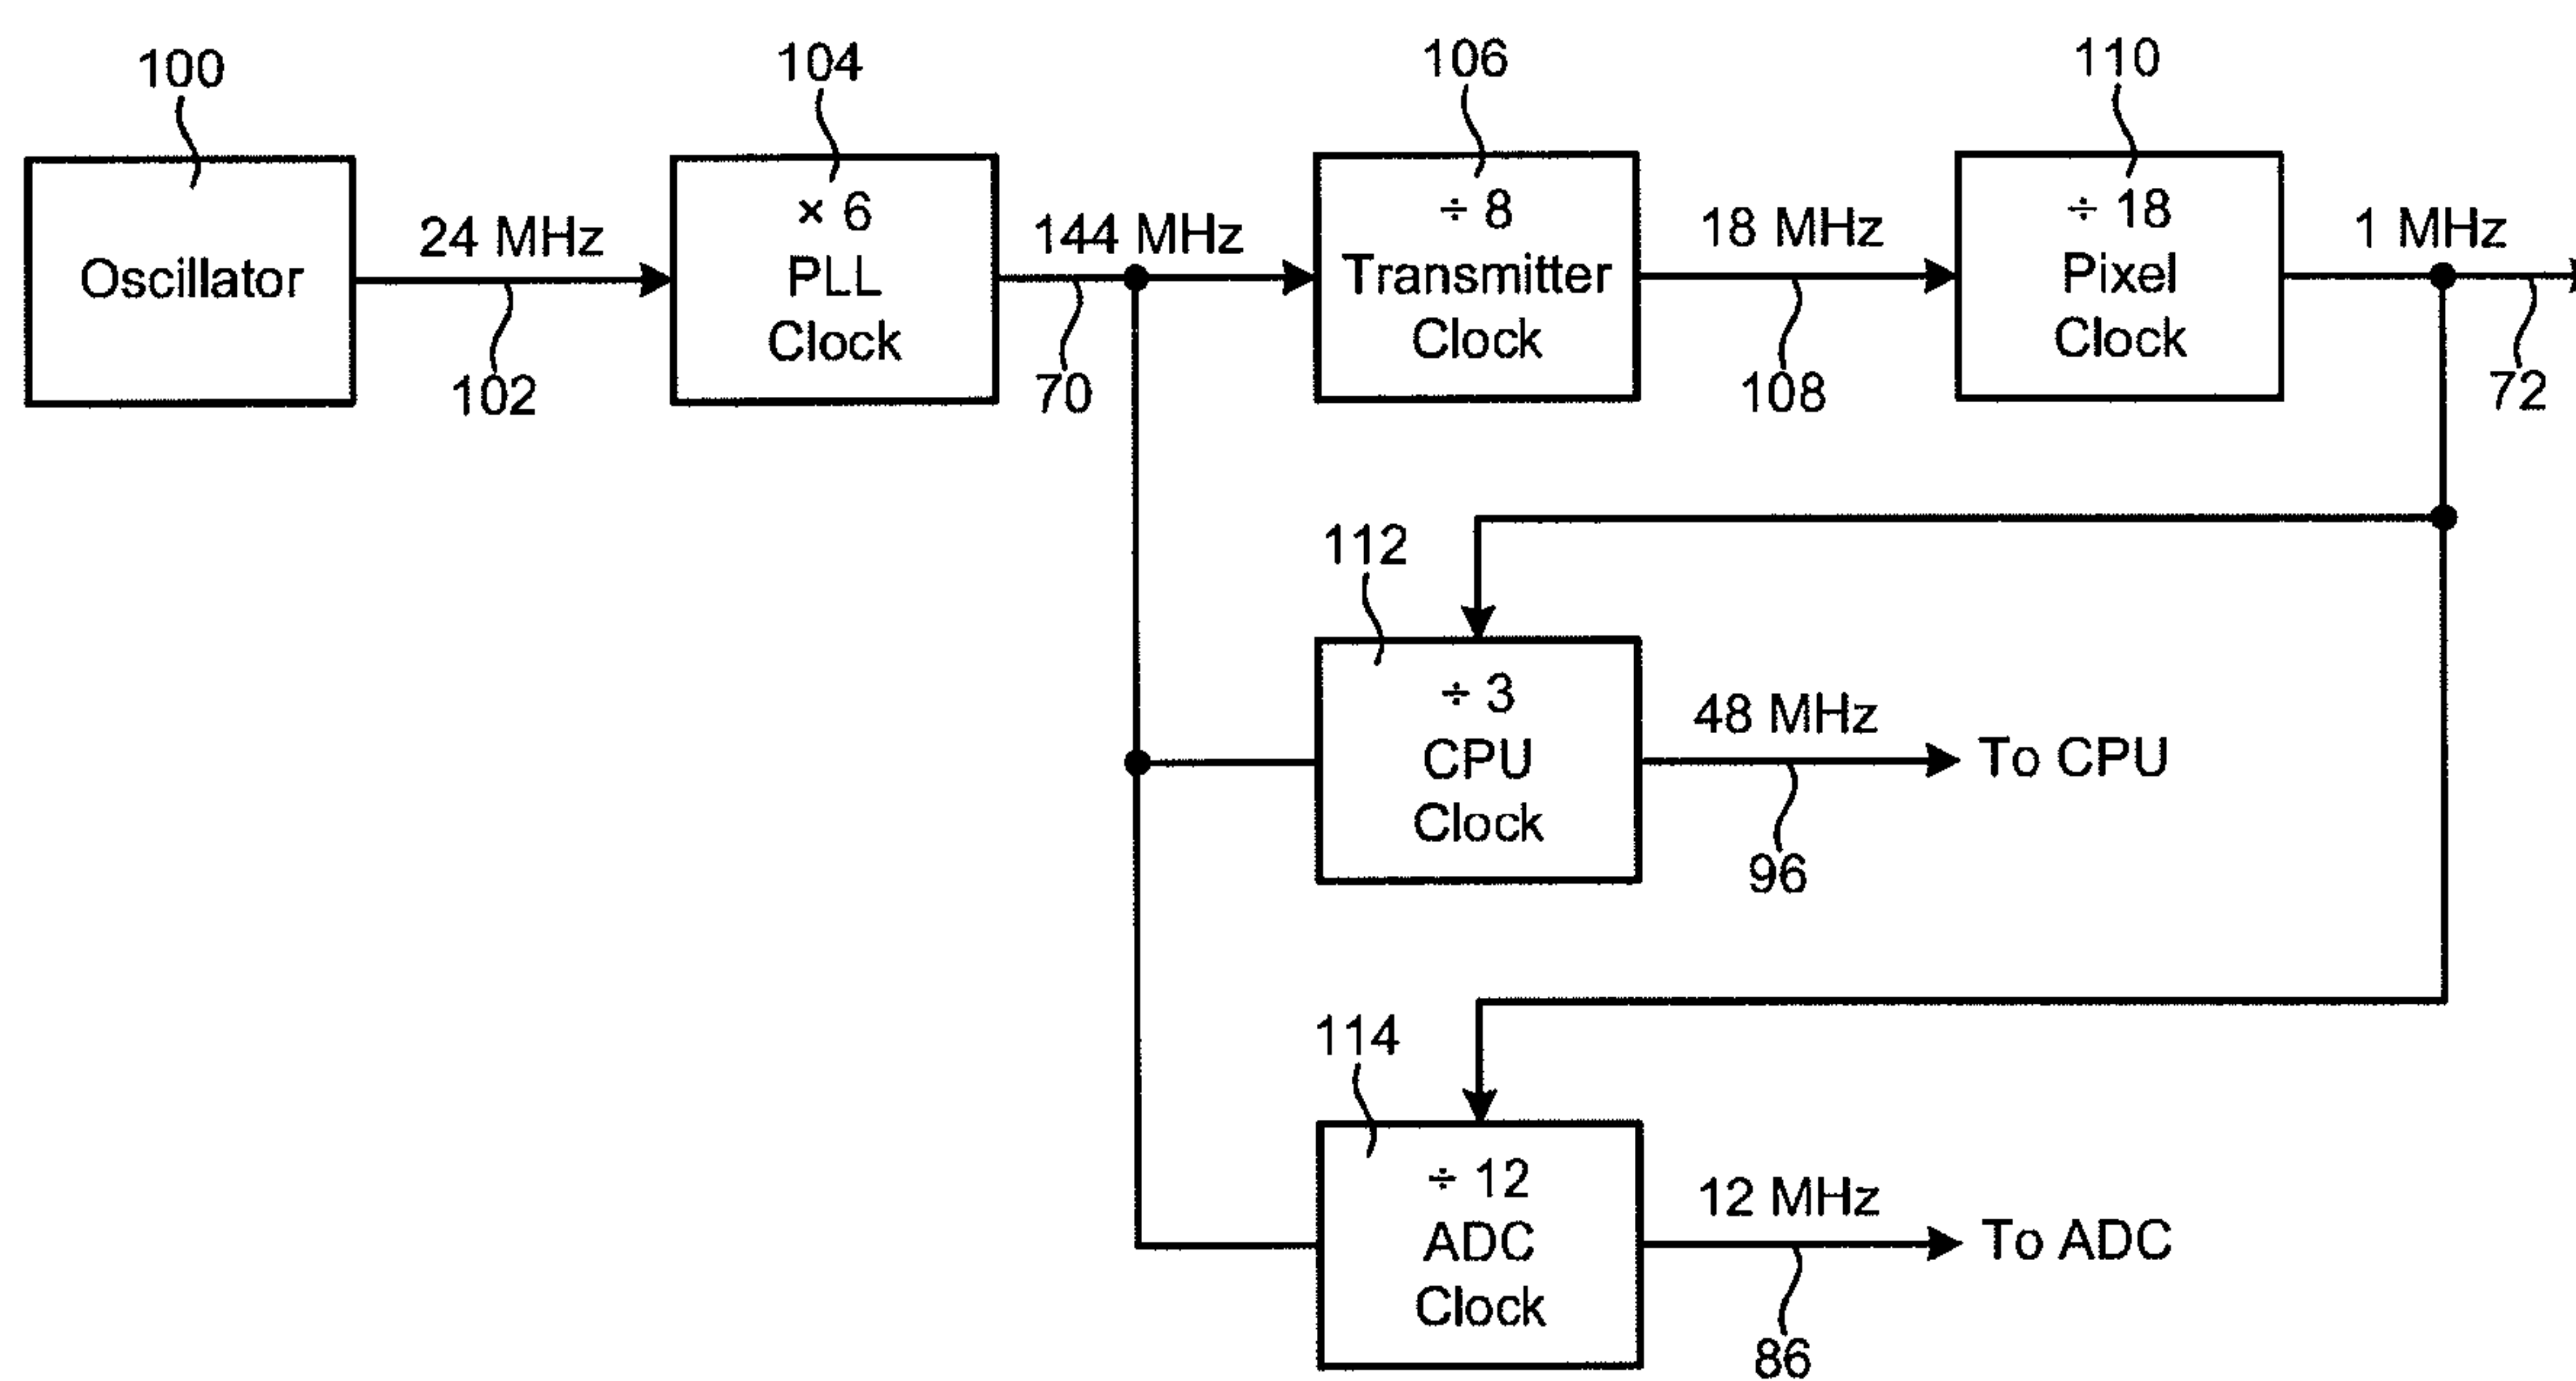 100
104
106
110
Oscillator
24 MHz
102
× 6
PLL
Clock
144 MHz
70
÷ 8
Transmitter
Clock
18 MHz
108
÷ 18
Pixel
Clock
1 MHz
72
112
÷ 3
CPU
Clock
48 MHz
96
To CPU
114
÷ 12
ADC
Clock
12 MHz
86
To ADC